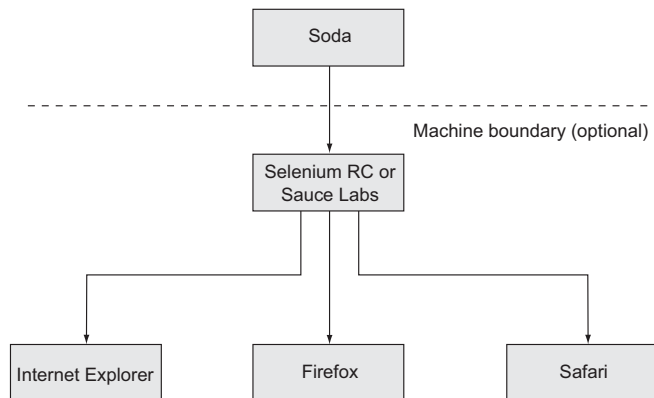 Soda
Machine boundary (optional)
Selenium RC or
Sauce Labs
Internet Explorer
Firefox
Safari